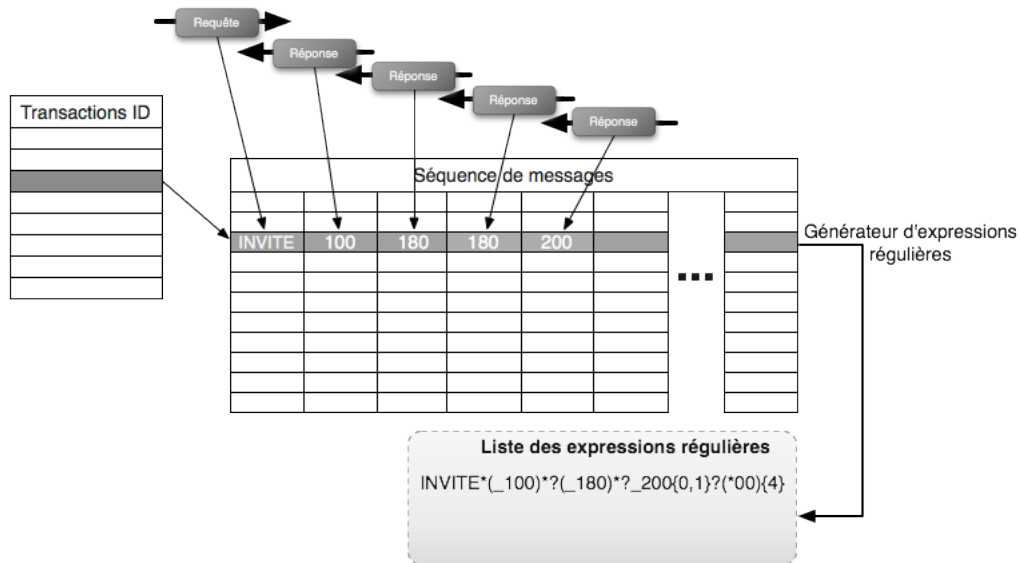 Requête
Réponse
Réponse
Réponse
Réponse
Transactions ID
Séquence de messages
INVITE 100 180 180 200
Générateur d'expressions
régulières
Liste des expressions régulières
INVITE*(_100)*?(_180)*?_200{0,1}?(*00){4}